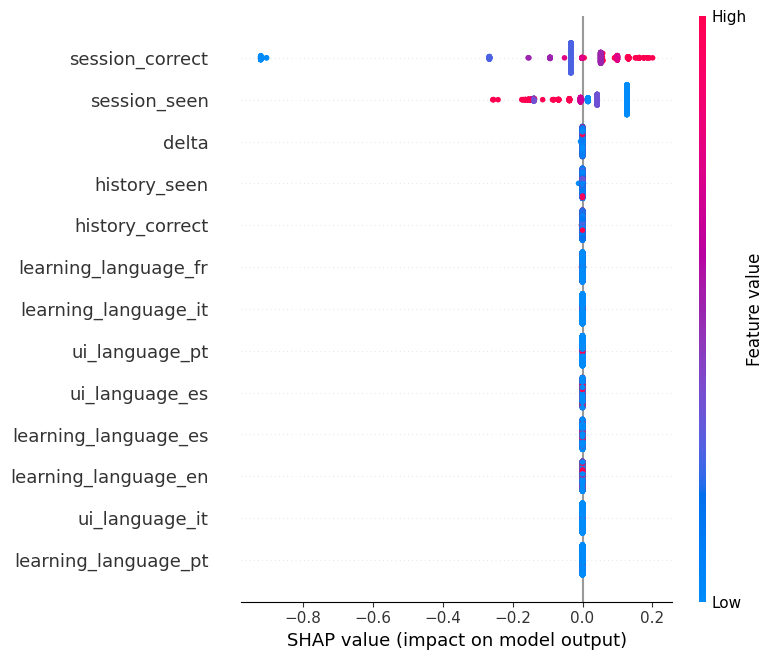 High
session_correct
session_seen
delta
history_seen
history_correct
learning_language_fr
learning_language_it
ui_language_pt
ui_language_es
learning_language_es
learning_language_en
ui_language_it
learning_language_pt
Feature value
Low
−0.8 −0.6 −0.4 −0.2 0.0 0.2
SHAP value (impact on model output)